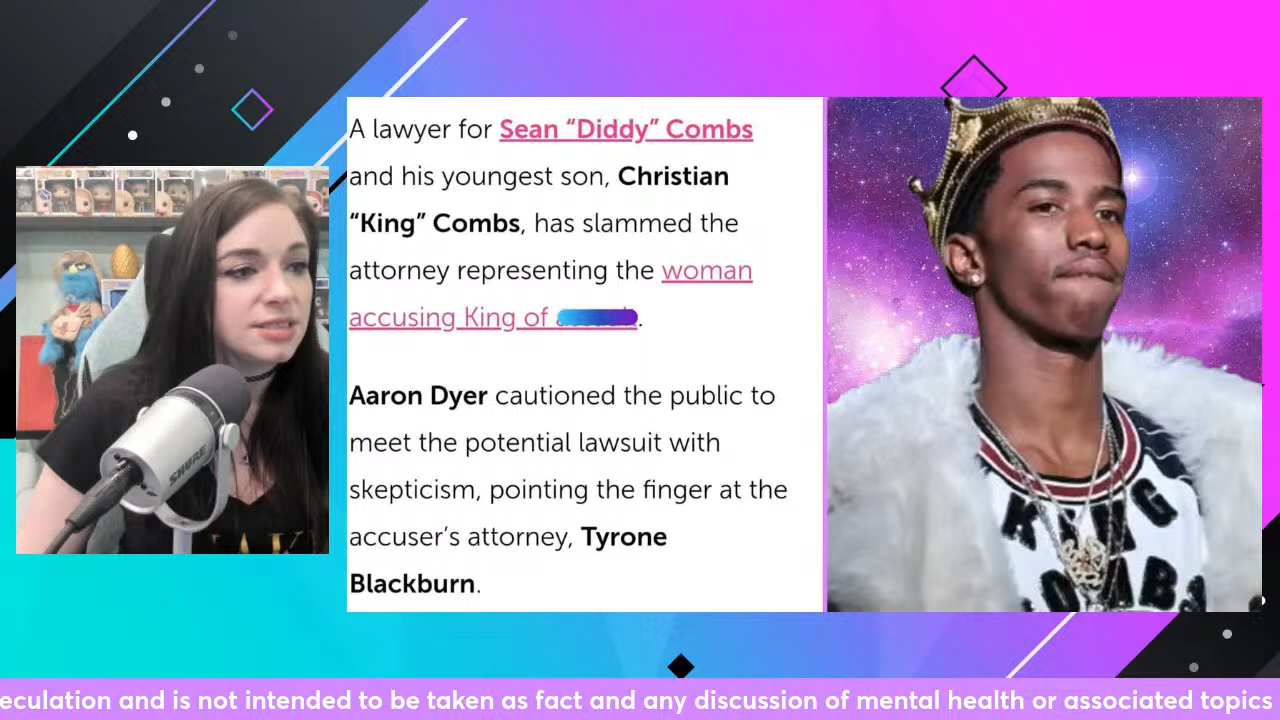 A lawyer for Sean “Diddy” Combs
and his youngest son, Christian
“King” Combs, has slammed the
attorney representing the woman
accusing King of
Aaron Dyer cautioned the public to
meet the potential lawsuit with
skepticism, pointing the finger at the
accuser’s attorney, Tyrone
Blackburn.
SHURE
KING
COMBS
eculation and is not intended to be taken as fact and any discussion of mental health or associated topics